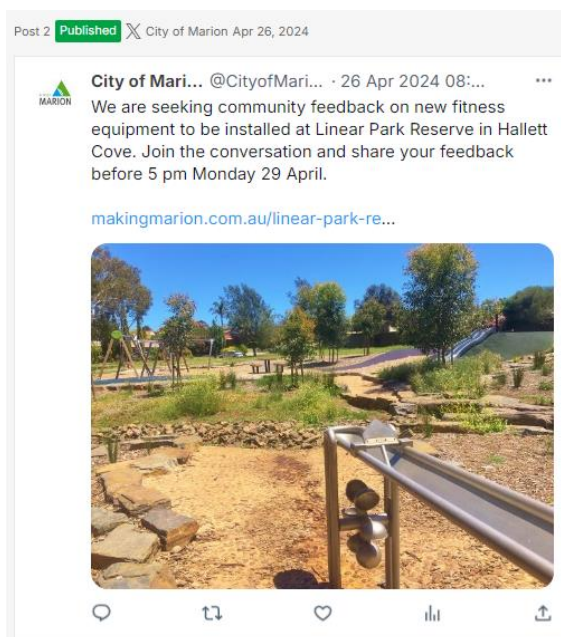 Post 2 Published X City of Marion Apr 26, 2024
City of Mari... @CityofMari... · 26 Apr 2024 08:...
MARION
We are seeking community feedback on new fitness
equipment to be installed at Linear Park Reserve in Hallett
Cove. Join the conversation and share your feedback
before 5 pm Monday 29 April.
makingmarion.com.au/linear-park-re...